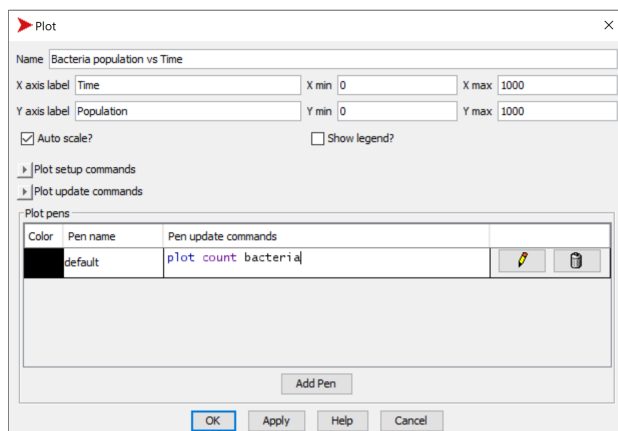 Plot
Name Bacteria population vs Time
X axis label Time X min 0 X max 1000
Y axis label Population Y min 0 Y max 1000
Auto scale? Show legend?
Plot setup commands
Plot update commands
Plot pens
Color Pen name Pen update commands
default plot count bacteria
Add Pen
OK Apply Help Cancel